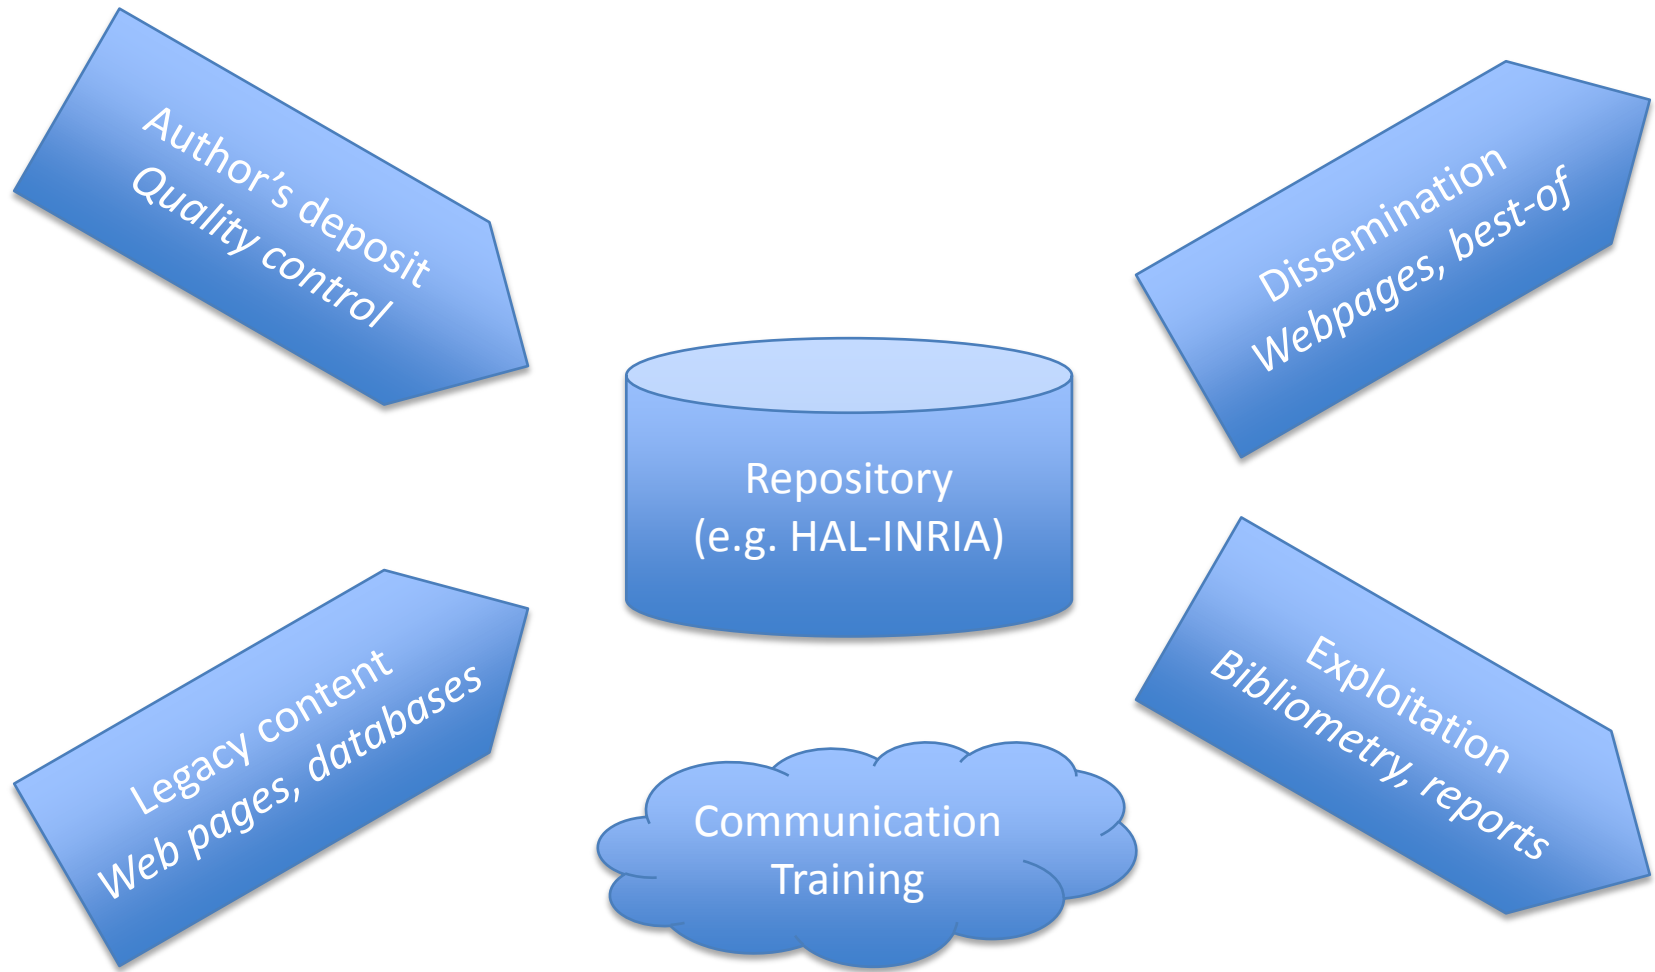 Author’s deposit
Quality control
Dissemination
Webpages, best-of
Repository
(e.g. HAL-INRIA)
Legacy content
Web pages, databases
Exploitation
Bibliometry, reports
Communication
Training